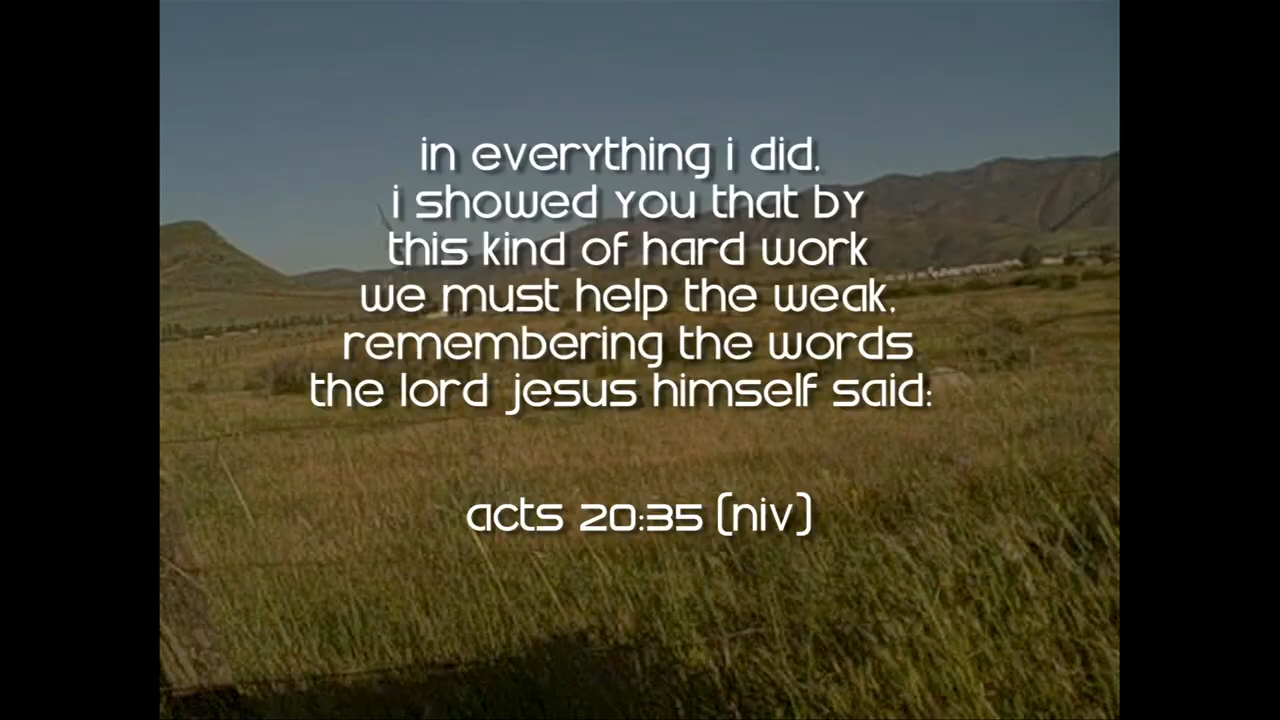 in everything i did,
i showed you that by
this kind of hard work
we must help the weak,
remembering the words
the lord jesus himself said:
acts 20:35 (niv)